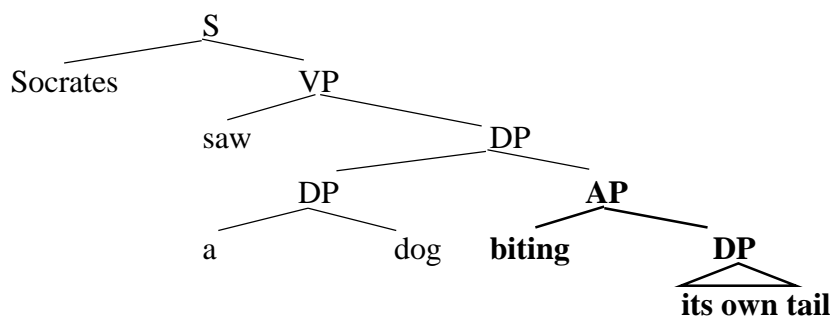 S
Socrates VP
saw DP
DP AP
a dog biting DP
its own tail